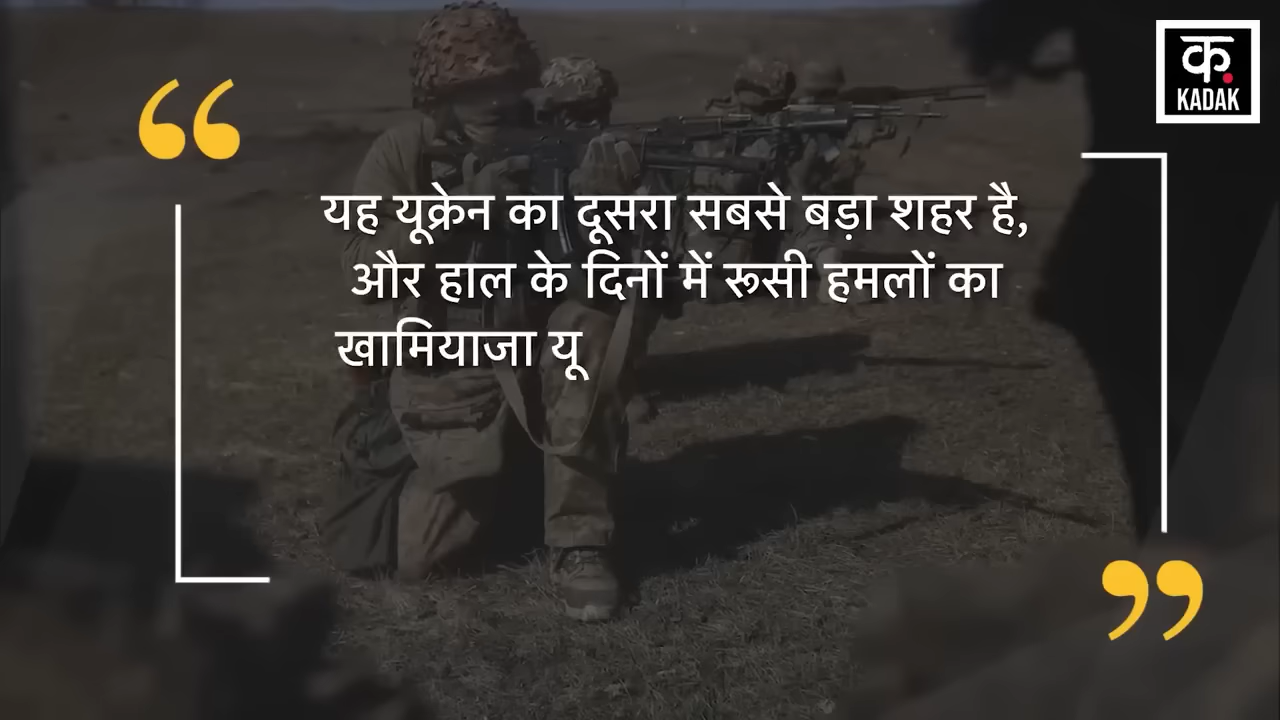 क.
KADAK
यह यूक्रेन का दूसरा सबसे बड़ा शहर है,
और हाल के दिनों में रूसी हमलों का
खामियाजा यू